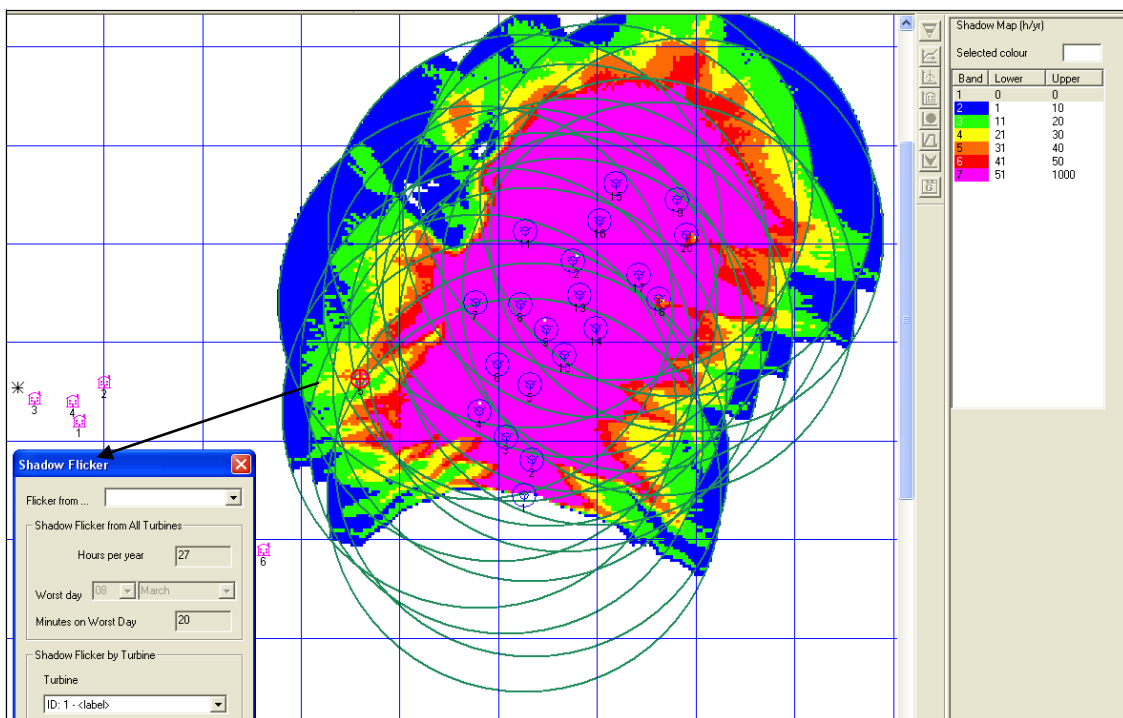 Shadow Map (h/yr)
Selected colour
Band Lower Upper
1 0 0
2 1 10
3 11 20
4 21 30
5 31 40
6 41 50
7 51 1000
15
19
16
20
11
12
17
13
18
7
8
9
14
10
6
5
5
4
3
2
1
2
3
4
1
6
Shadow Flicker
Flicker from ...
Shadow Flicker from All Turbines
Hours per year 27
Worst day 08 March
Minutes on Worst Day 20
Shadow Flicker by Turbine
Turbine
ID: 1 - <label>